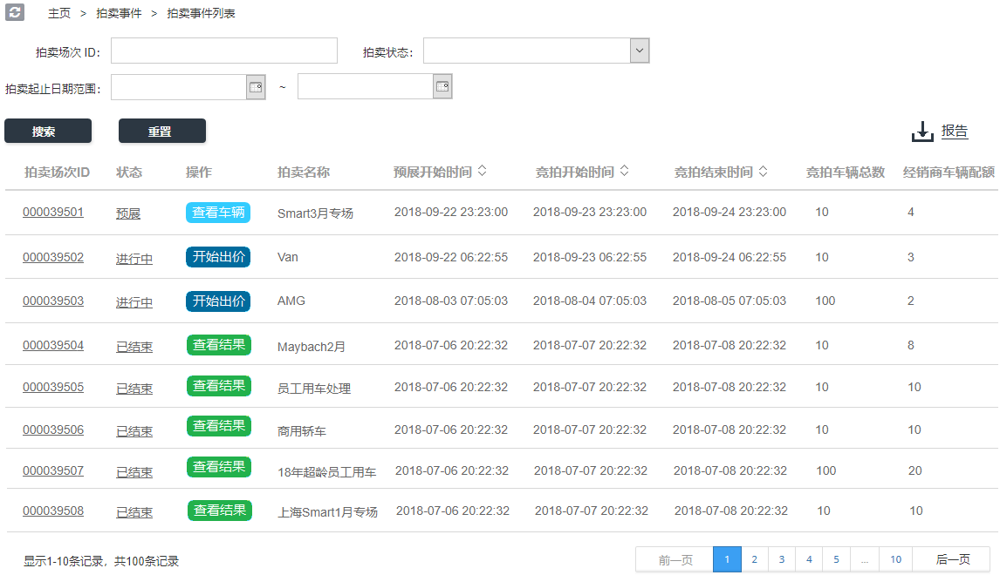 主页 > 拍卖事件 > 拍卖事件列表
拍卖场次 ID: 拍卖状态:
拍卖起止日期范围: ~
搜索 重置 报告
拍卖场次ID 状态 操作 拍卖名称 预展开始时间 竞拍开始时间 竞拍结束时间 竞拍车辆总数 经销商车辆配额
000039501 预展 查看车辆 Smart3月专场 2018-09-22 23:23:00 2018-09-23 23:23:00 2018-09-24 23:23:00 10 4
000039502 进行中 开始出价 Van 2018-09-22 06:22:55 2018-09-23 06:22:55 2018-09-24 06:22:55 10 3
000039503 进行中 开始出价 AMG 2018-08-03 07:05:03 2018-08-04 07:05:03 2018-08-05 07:05:03 100 2
000039504 已结束 查看结果 Maybach2月 2018-07-06 20:22:32 2018-07-07 20:22:32 2018-07-08 20:22:32 10 8
000039505 已结束 查看结果 员工用车处理 2018-07-06 20:22:32 2018-07-07 20:22:32 2018-07-08 20:22:32 10 10
000039506 已结束 查看结果 商用轿车 2018-07-06 20:22:32 2018-07-07 20:22:32 2018-07-08 20:22:32 10 10
000039507 已结束 查看结果 18年超龄员工用车 2018-07-06 20:22:32 2018-07-07 20:22:32 2018-07-08 20:22:32 100 20
000039508 已结束 查看结果 上海Smart1月专场 2018-07-06 20:22:32 2018-07-07 20:22:32 2018-07-08 20:22:32 10 10
显示1-10条记录，共100条记录 前一页 1 2 3 4 5 ... 10 后一页